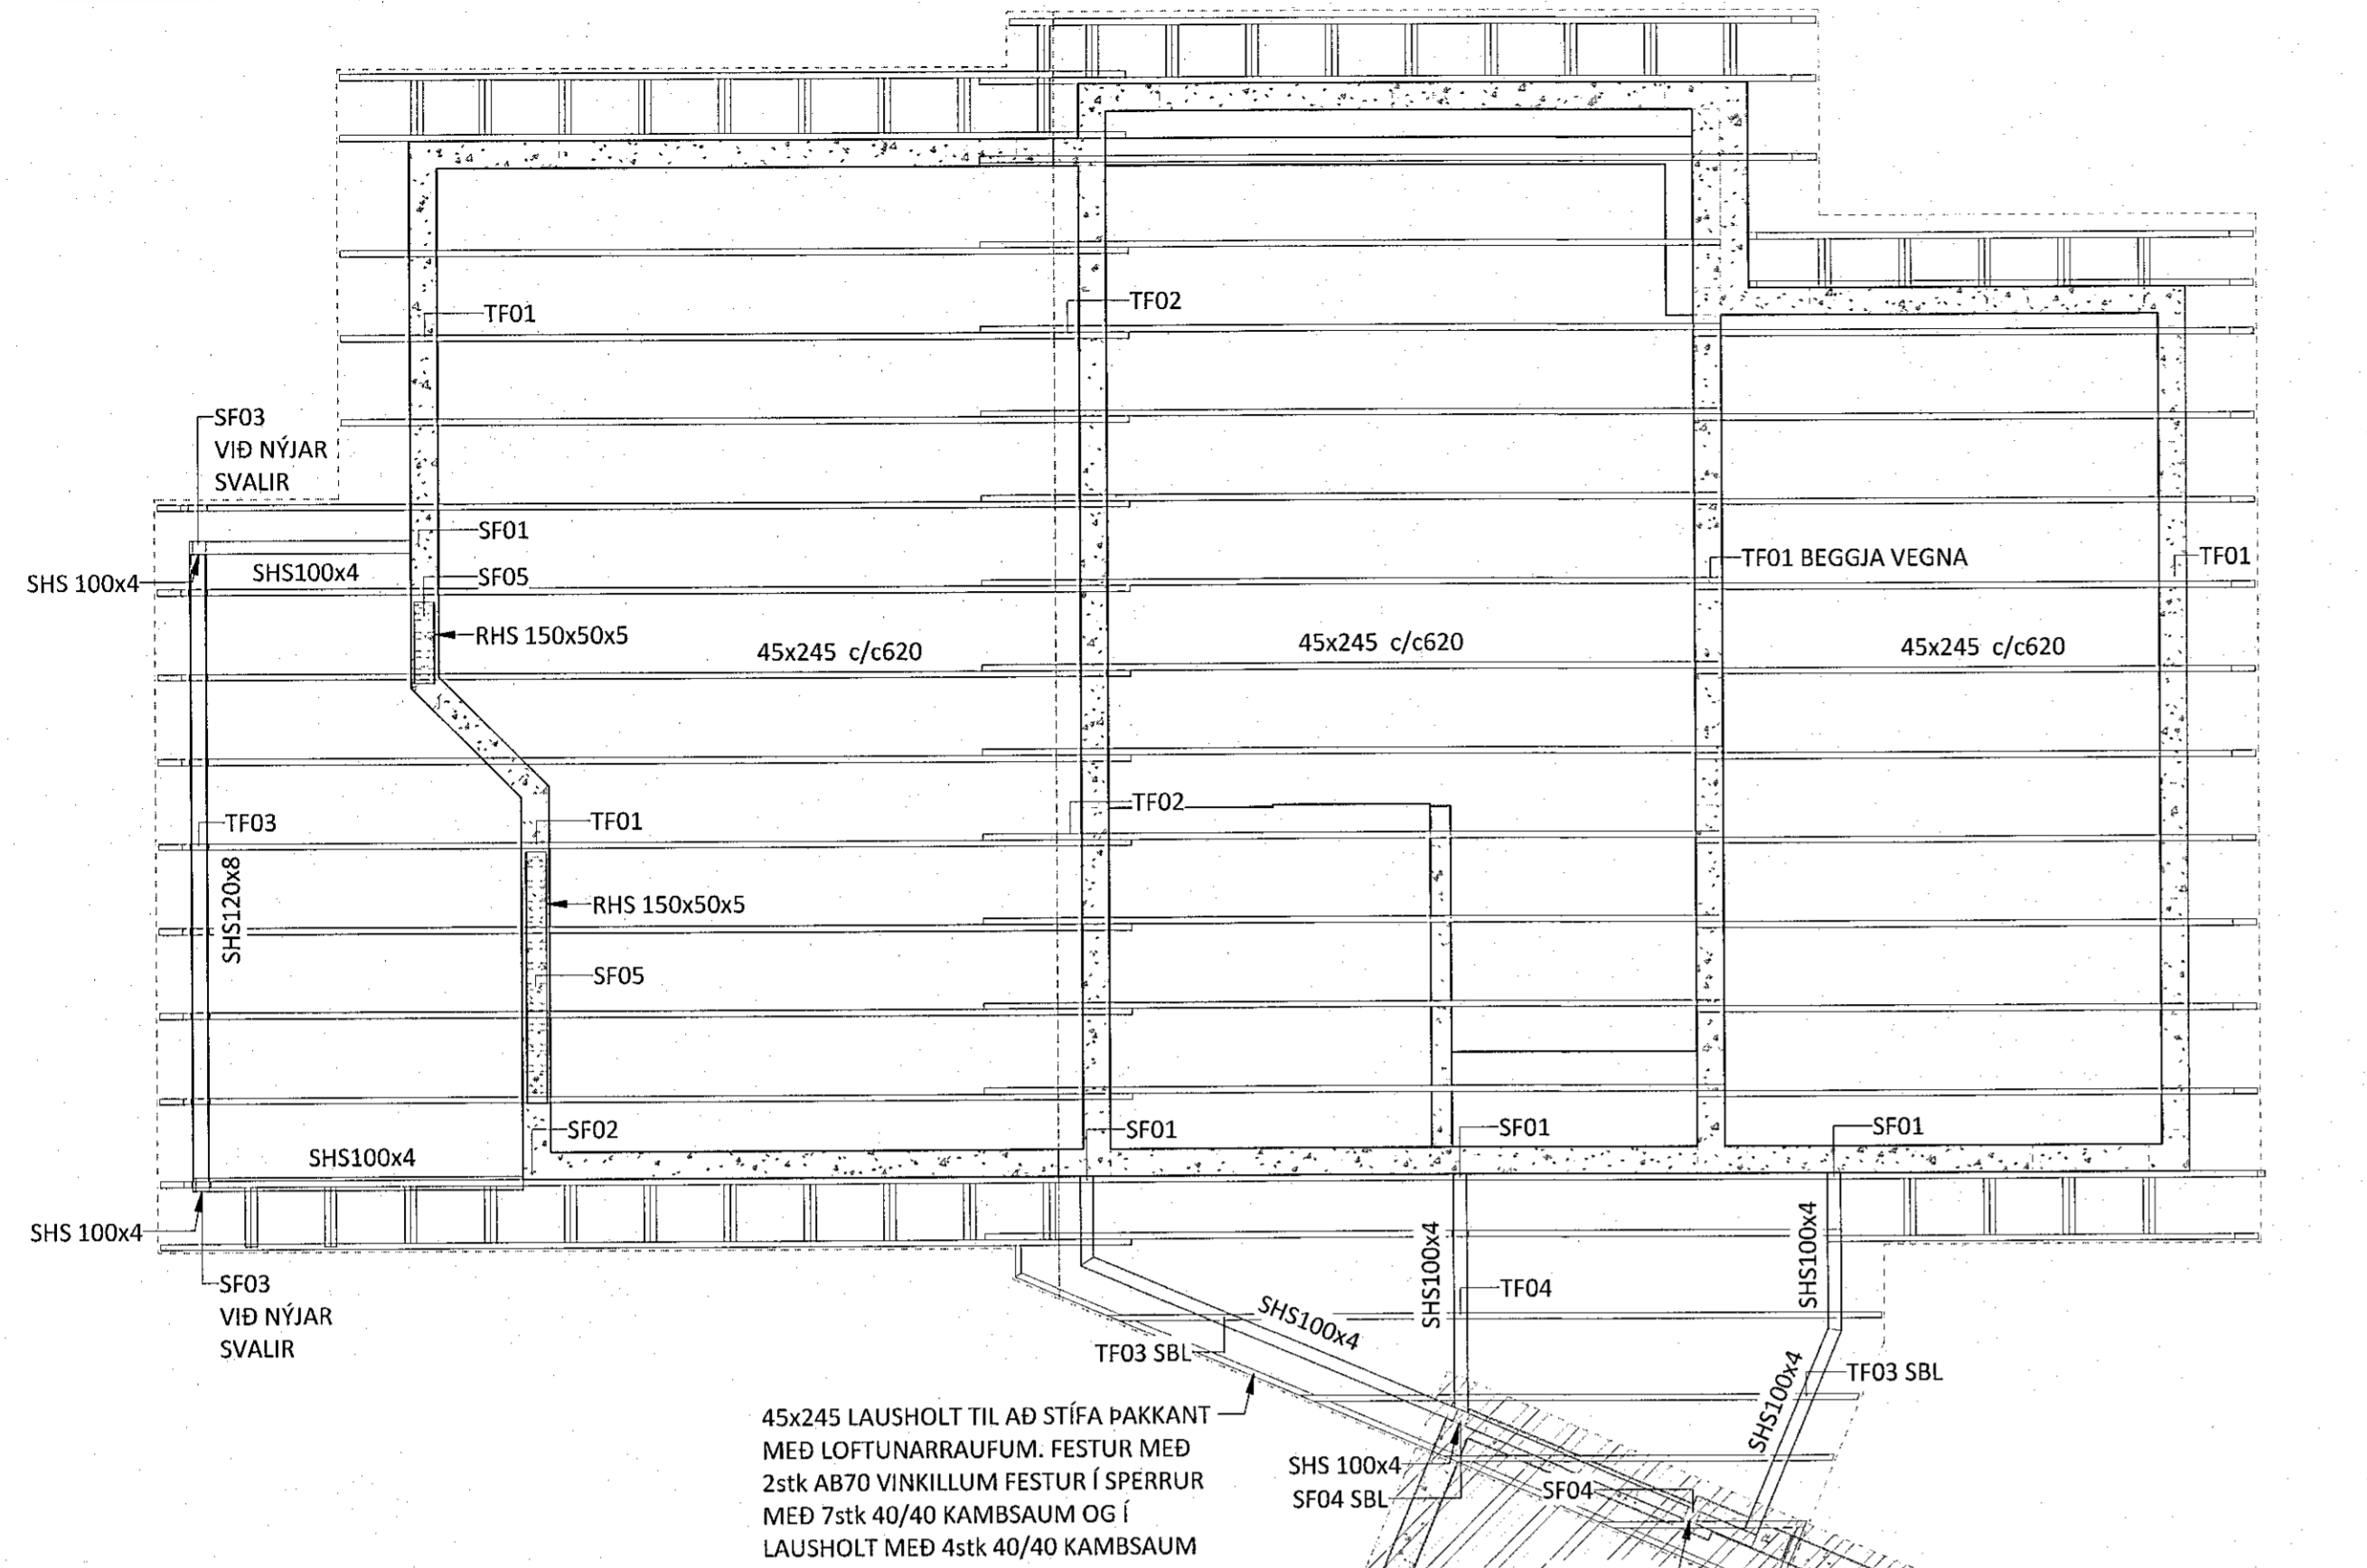 TF01
TF02
SF03
VIÐ NÝJAR
SVALIR
SF01
SHS 100x4
SHS100x4
SF05
TF01 BEGGJA VEGNA
TF01
RHS 150x50x5
45x245 c/c620
45x245 c/c620
45x245 c/c620
TF03
TF01
TF02
SHS120x8
RHS 150x50x5
SF05
SF02
SF01
SF01
SF01
SHS100x4
SHS 100x4
SHS100x4
SHS100x4
SF03
VIÐ NÝJAR
SVALIR
TF04
SHS100x4
TF03 SBL
TF03 SBL
SHS100x4
45x245 LAUSHOLT TIL AÐ STÍFA ÞAKKANT
MEÐ LOFTUNARRAUFUM. FESTUR MEÐ
2stk AB70 VINKILLUM FESTUR Í SPERRUR
MEÐ 7stk 40/40 KAMBSAUM OG Í
LAUSHOLT MEÐ 4stk 40/40 KAMBSAUM
SHS 100x4
SF04 SBL
SF04